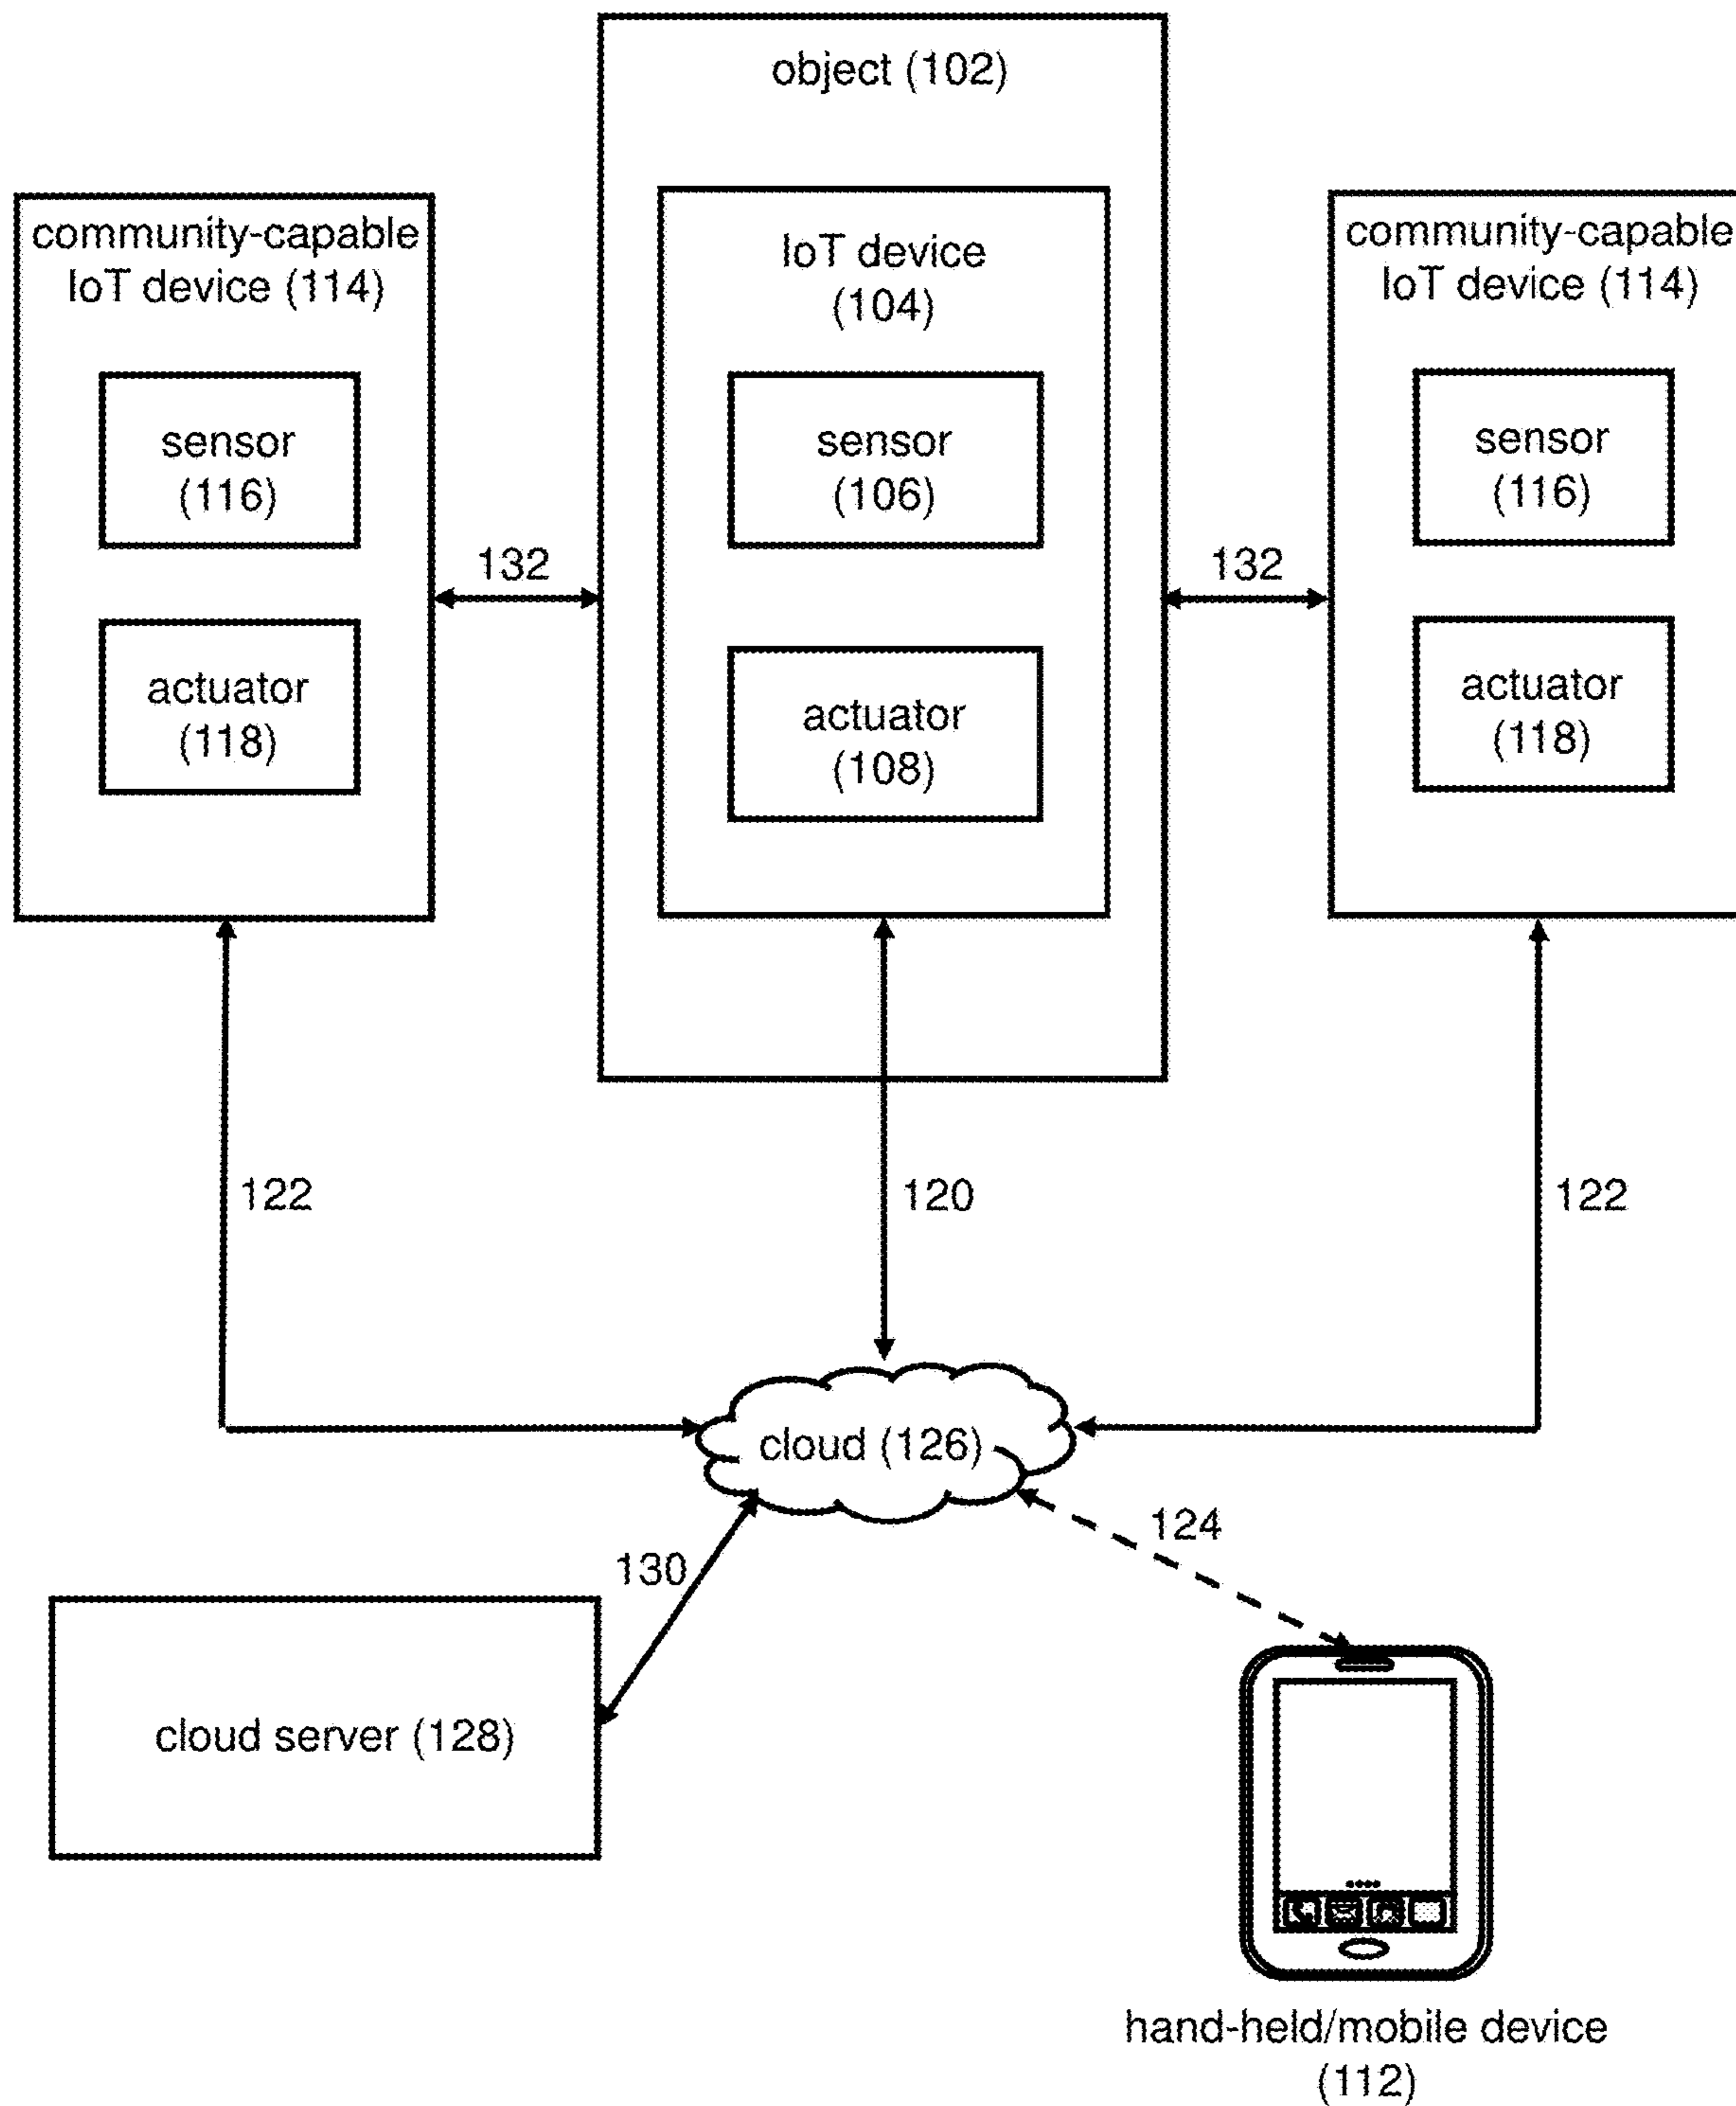 object (102)
community-capable
IoT device (114)
sensor
(116)
actuator
(118)
132
IoT device
(104)
sensor
(106)
actuator
(108)
132
community-capable
IoT device (114)
sensor
(116)
actuator
(118)
122
120
122
cloud (126)
130
124
cloud server (128)
hand-held/mobile device
(112)